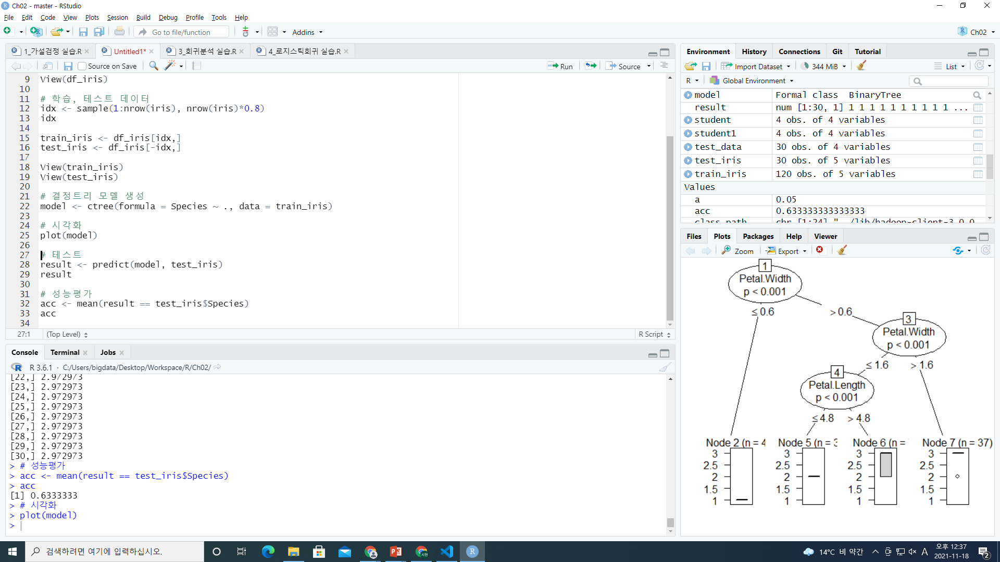 Ch02 - master - RStudio
File Edit Code View Plots Session Build Debug Profile Tools Help
Go to file/function Addins Ch02
1_가설검정 실습.R Untitled1* 3_회귀분석 실습.R 4_로지스틱회귀 실습.R
Source on Save Run Source
9 View(df_iris)
10
11 # 학습, 테스트 데이터
12 idx <- sample(1:nrow(iris), nrow(iris)*0.8)
13 idx
14
15 train_iris <- df_iris[idx,]
16 test_iris <- df_iris[-idx,]
17
18 View(train_iris)
19 View(test_iris)
20
21 # 결정트리 모델 생성
22 model <- ctree(formula = Species ~ ., data = train_iris)
23
24 # 시각화
25 plot(model)
26
27 # 테스트
28 result <- predict(model, test_iris)
29 result
30
31 # 성능평가
32 acc <- mean(result == test_iris$Species)
33 acc
34
27:1 (Top Level) R Script
Console Terminal Jobs
R 3.6.1 · C:/Users/bigdata/Desktop/Workspace/R/Ch02/
[22,] 2.972973
[23,] 2.972973
[24,] 2.972973
[25,] 2.972973
[26,] 2.972973
[27,] 2.972973
[28,] 2.972973
[29,] 2.972973
[30,] 2.972973
> # 성능평가
> acc <- mean(result == test_iris$Species)
> acc
[1] 0.6333333
> # 시각화
> plot(model)
>
Environment History Connections Git Tutorial
Import Dataset 344 MiB List
R Global Environment
model Formal class BinaryTree
result num [1:30, 1] 1 1 1 1 1 1 1 1 1 1 ...
student 4 obs. of 4 variables
student1 4 obs. of 4 variables
test_data 30 obs. of 4 variables
test_iris 30 obs. of 5 variables
train_iris 120 obs. of 5 variables
Values
a 0.05
acc 0.633333333333333
class_path chr [1:24] "./lib/hadoop-client-3.0.0
Files Plots Packages Help Viewer
Zoom Export
1
Petal.Width
p < 0.001
≤ 0.6 > 0.6
3
Petal.Width
p < 0.001
≤ 1.6 > 1.6
4
Petal.Length
p < 0.001
≤ 4.8 > 4.8
Node 2 (n = 4 Node 5 (n = 3 Node 6 (n = Node 7 (n = 37)
3 3 3 3
2.5 2.5 2.5 2.5
2 2 2 2
1.5 1.5 1.5 1.5
1 1 1 1
검색하려면 여기에 입력하십시오.
시현
14°C 비 약간 A 오후 12:37
2021-11-18
2